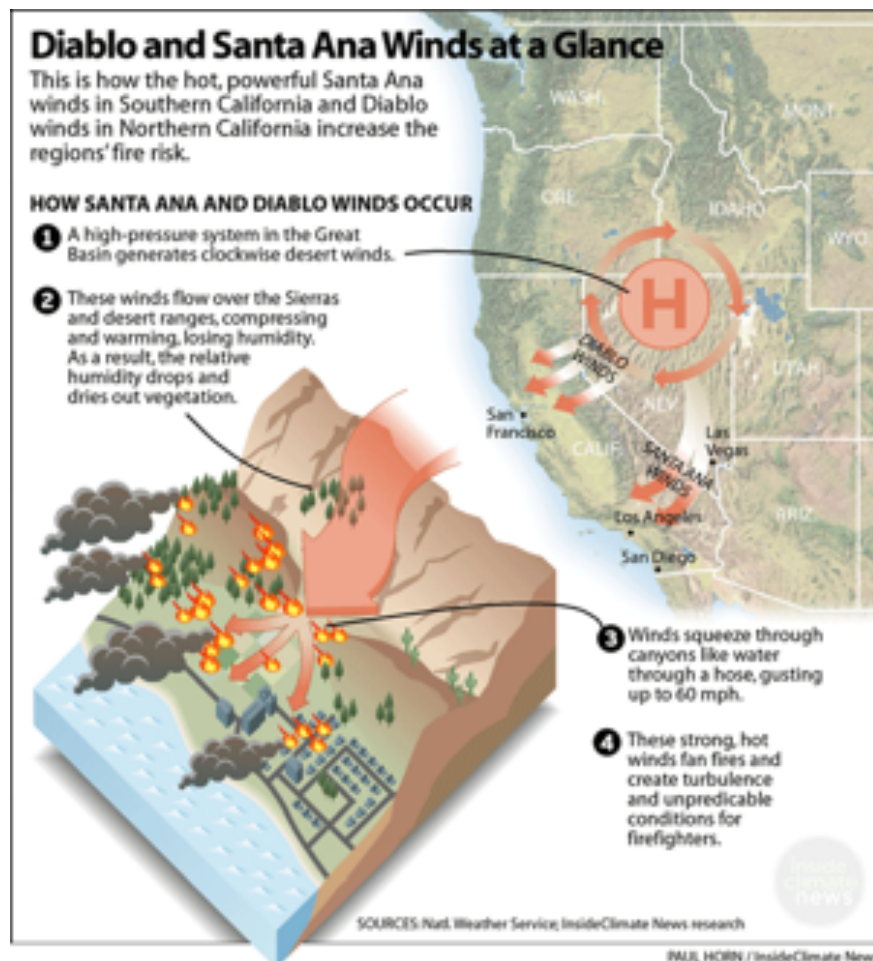 Diablo and Santa Ana Winds at a Glance
This is how the hot, powerful Santa Ana
winds in Southern California and Diablo
winds in Northern California increase the
regions' fire risk.
HOW SANTA ANA AND DIABLO WINDS OCCUR
1 A high-pressure system in the Great
Basin generates clockwise desert winds.
2 These winds flow over the Sierras
and desert ranges, compressing
and warming, losing humidity.
As a result, the relative
humidity drops and
dries out vegetation.
WASH.
MONT
ORE
IDAHO
WYO
H
DIABLO
WINDS
UTAH
NEV
San
Francisco
CALIF
Las
Vegas
SANTA ANA
WINDS
Los Angeles
ARIZ
San Diego
3 Winds squeeze through
canyons like water
through a hose, gusting
up to 60 mph.
4 These strong, hot
winds fan fires and
create turbulence
and unpredicable
conditions for
firefighters.
inside
climate
news
SOURCES: Natl. Weather Service; InsideClimate News research
PAUL HORN / InsideClimate New